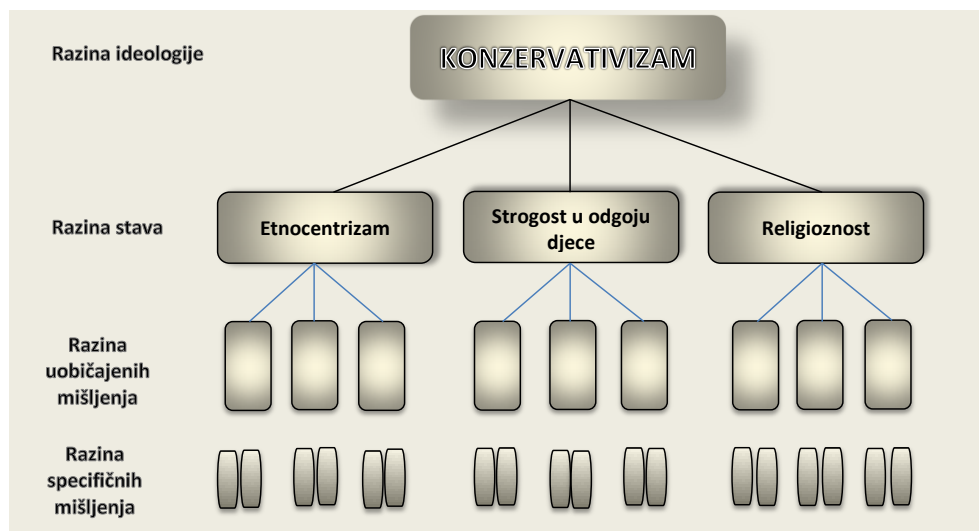 Razina ideologije
KONZERVATIVIZAM
Razina stava
Etnocentrizam
Strogost u odgoju
djece
Religioznost
Razina
uobičajenih
mišljenja
Razina
specifičnih
mišljenja